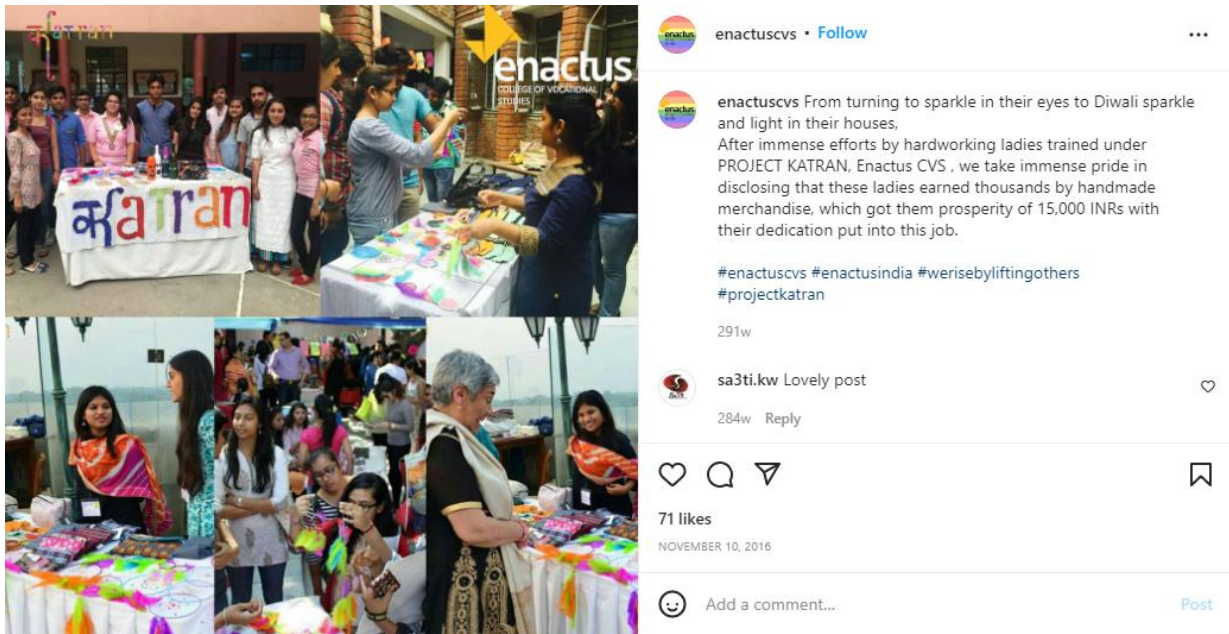 कfatran
enactus
COLLEGE OF VOCATIONAL
STUDIES
कfaTran
enactuscvs • Follow
enactuscvs From turning to sparkle in their eyes to Diwali sparkle
and light in their houses,
After immense efforts by hardworking ladies trained under
PROJECT KATRAN, Enactus CVS , we take immense pride in
disclosing that these ladies earned thousands by handmade
merchandise, which got them prosperity of 15,000 INRs with
their dedication put into this job.
#enactuscvs #enactusindia #werisebyliftingothers
#projectkatran
291w
sa3ti.kw Lovely post
284w Reply
71 likes
NOVEMBER 10, 2016
Add a comment...
Post